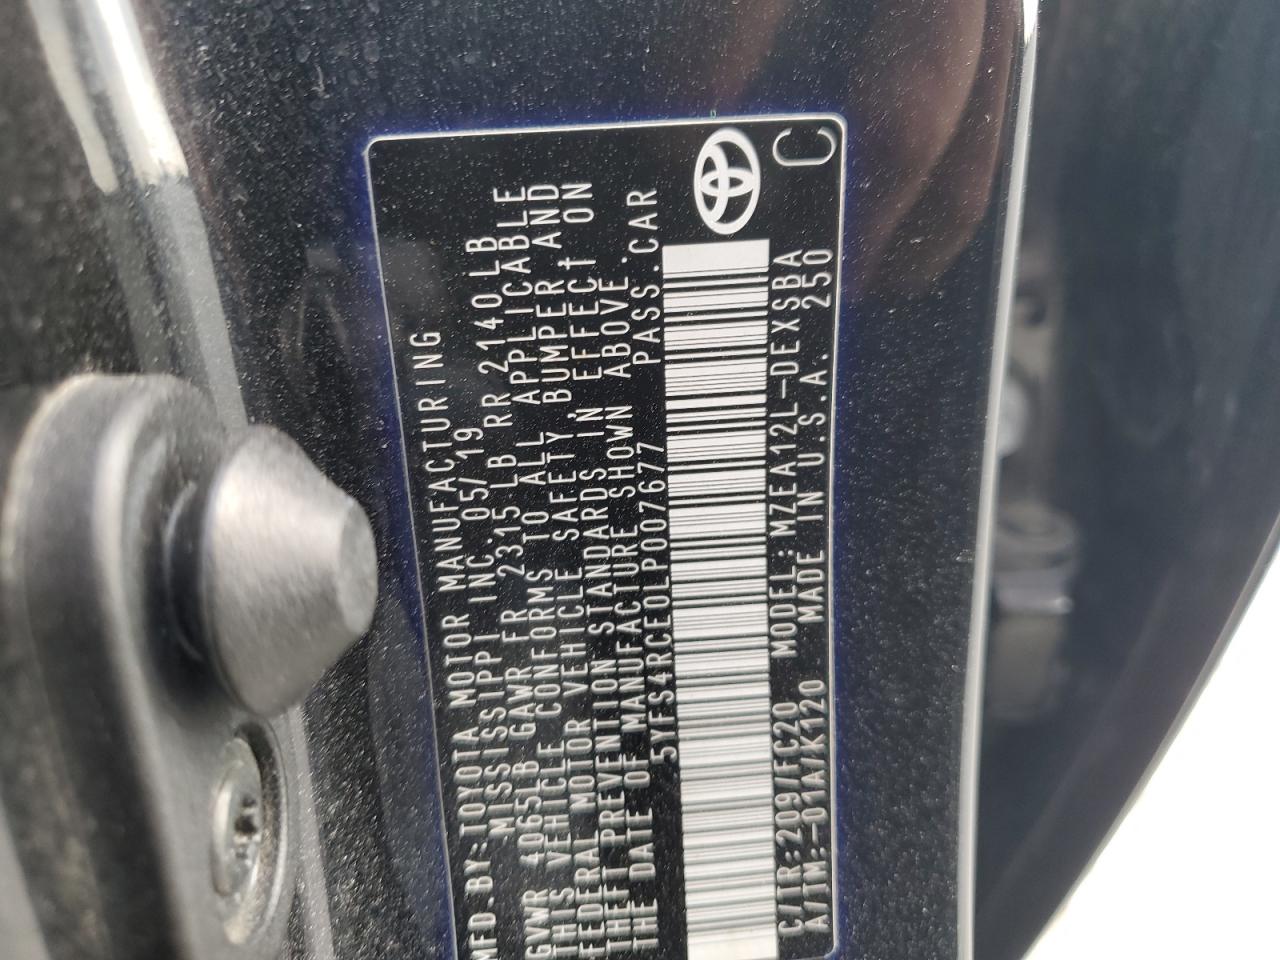 MFD.BY:TOYOTA MOTOR MANUFACTURING
MISSISSIPPI INC. 05/19
GVWR 4065LB GAWR FR 2315LB RR 2140LB
THIS VEHICLE CONFORMS TO ALL APPLICABLE
FEDERAL MOTOR VEHICLE SAFETY, BUMPER, AND
THEFT PREVENTION STANDARDS IN EFFECT ON
THE DATE OF MANUFACTURE SHOWN ABOVE.
5YFS4RCE0LP007677 PASS.CAR
C/TR:209/FC20 MODEL:MZEA12L-DEXSBA
A/TM:-01A/K120 MADE IN U.S.A. 250
C